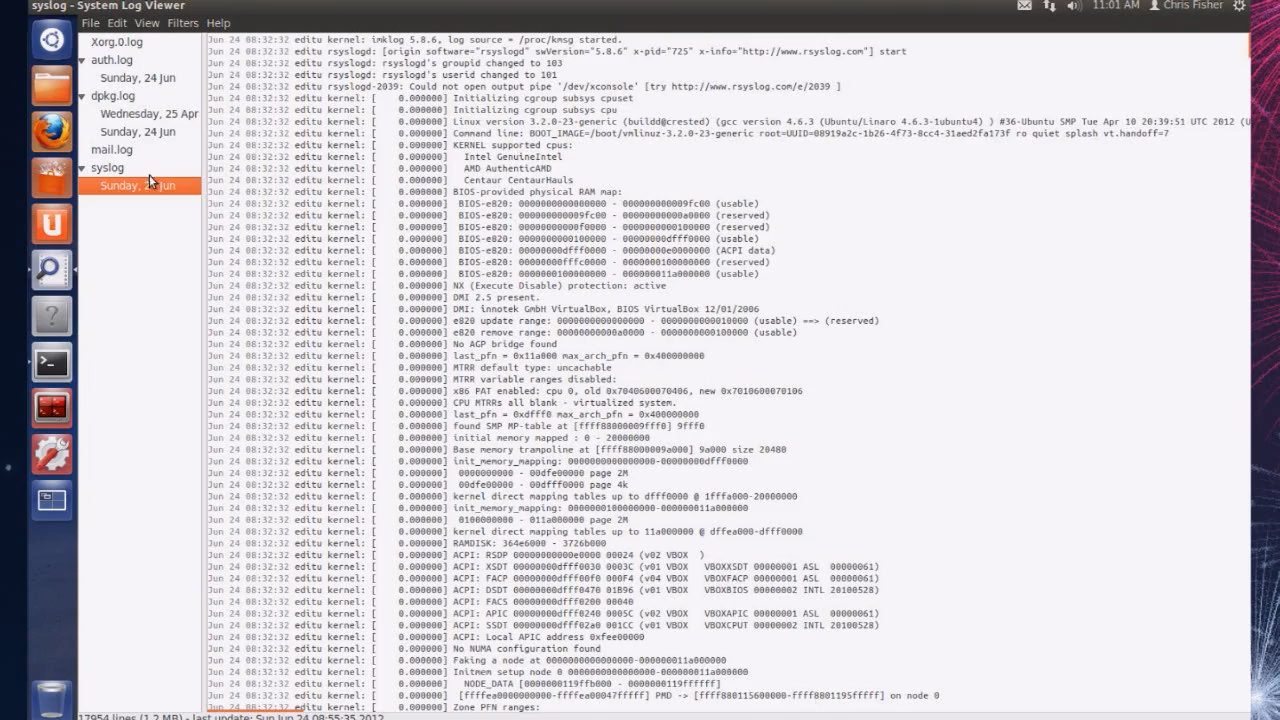 syslog - System Log Viewer
11:01 AM
Chris Fisher
File Edit View Filters Help
Xorg.0.log
auth.log
Sunday, 24 Jun
dpkg.log
Wednesday, 25 Apr
Sunday, 24 Jun
mail.log
syslog
Sunday, Jun
Jun 24 08:32:32 editu kernel: imklog 5.8.6, log source = /proc/kmsg started.
Jun 24 08:32:32 editu rsyslogd: [origin software="rsyslogd" swVersion="5.8.6" x-pid="725" x-info="http://www.rsyslog.com"] start
Jun 24 08:32:32 editu rsyslogd: rsyslogd's groupid changed to 103
Jun 24 08:32:32 editu rsyslogd: rsyslogd's userid changed to 101
Jun 24 08:32:32 editu rsyslogd-2039: Could not open output pipe '/dev/xconsole' [try http://www.rsyslog.com/e/2039 ]
Jun 24 08:32:32 editu kernel: [    0.000000] Initializing cgroup subsys cpuset
Jun 24 08:32:32 editu kernel: [    0.000000] Initializing cgroup subsys cpu
Jun 24 08:32:32 editu kernel: [    0.000000] Linux version 3.2.0-23-generic (buildd@crested) (gcc version 4.6.3 (Ubuntu/Linaro 4.6.3-1ubuntu4) ) #36-Ubuntu SMP Tue Apr 10 20:39:51 UTC 2012 (U
Jun 24 08:32:32 editu kernel: [    0.000000] Command line: BOOT_IMAGE=/boot/vmlinuz-3.2.0-23-generic root=UUID=08919a2c-1b26-4f73-8cc4-31aed2fa173f ro quiet splash vt.handoff=7
Jun 24 08:32:32 editu kernel: [    0.000000] KERNEL supported cpus:
Jun 24 08:32:32 editu kernel: [    0.000000]   Intel GenuineIntel
Jun 24 08:32:32 editu kernel: [    0.000000]   AMD AuthenticAMD
Jun 24 08:32:32 editu kernel: [    0.000000]   Centaur CentaurHauls
Jun 24 08:32:32 editu kernel: [    0.000000] BIOS-provided physical RAM map:
Jun 24 08:32:32 editu kernel: [    0.000000]  BIOS-e820: 0000000000000000 - 000000000009fc00 (usable)
Jun 24 08:32:32 editu kernel: [    0.000000]  BIOS-e820: 000000000009fc00 - 00000000000a0000 (reserved)
Jun 24 08:32:32 editu kernel: [    0.000000]  BIOS-e820: 00000000000f0000 - 0000000000100000 (reserved)
Jun 24 08:32:32 editu kernel: [    0.000000]  BIOS-e820: 0000000000100000 - 00000000dfff0000 (usable)
Jun 24 08:32:32 editu kernel: [    0.000000]  BIOS-e820: 00000000dfff0000 - 00000000e0000000 (ACPI data)
Jun 24 08:32:32 editu kernel: [    0.000000]  BIOS-e820: 00000000fffc0000 - 0000000100000000 (reserved)
Jun 24 08:32:32 editu kernel: [    0.000000]  BIOS-e820: 0000000100000000 - 000000011a000000 (usable)
Jun 24 08:32:32 editu kernel: [    0.000000] NX (Execute Disable) protection: active
Jun 24 08:32:32 editu kernel: [    0.000000] DMI 2.5 present.
Jun 24 08:32:32 editu kernel: [    0.000000] DMI: innotek GmbH VirtualBox, BIOS VirtualBox 12/01/2006
Jun 24 08:32:32 editu kernel: [    0.000000] e820 update range: 0000000000000000 - 0000000000010000 (usable) ==> (reserved)
Jun 24 08:32:32 editu kernel: [    0.000000] e820 remove range: 00000000000a0000 - 0000000000100000 (usable)
Jun 24 08:32:32 editu kernel: [    0.000000] No AGP bridge found
Jun 24 08:32:32 editu kernel: [    0.000000] last_pfn = 0x11a000 max_arch_pfn = 0x400000000
Jun 24 08:32:32 editu kernel: [    0.000000] MTRR default type: uncachable
Jun 24 08:32:32 editu kernel: [    0.000000] MTRR variable ranges disabled:
Jun 24 08:32:32 editu kernel: [    0.000000] x86 PAT enabled: cpu 0, old 0x7040600070406, new 0x7010600070106
Jun 24 08:32:32 editu kernel: [    0.000000] CPU MTRRs all blank - virtualized system.
Jun 24 08:32:32 editu kernel: [    0.000000] last_pfn = 0xdfff0 max_arch_pfn = 0x400000000
Jun 24 08:32:32 editu kernel: [    0.000000] found SMP MP-table at [ffff88000009fff0] 9fff0
Jun 24 08:32:32 editu kernel: [    0.000000] initial memory mapped : 0 - 20000000
Jun 24 08:32:32 editu kernel: [    0.000000] Base memory trampoline at [ffff88000009a000] 9a000 size 20480
Jun 24 08:32:32 editu kernel: [    0.000000] init_memory_mapping: 0000000000000000-00000000dfff0000
Jun 24 08:32:32 editu kernel: [    0.000000]  0000000000 - 00dfe00000 page 2M
Jun 24 08:32:32 editu kernel: [    0.000000]  00dfe00000 - 00dfff0000 page 4k
Jun 24 08:32:32 editu kernel: [    0.000000] kernel direct mapping tables up to dfff0000 @ 1fffa000-20000000
Jun 24 08:32:32 editu kernel: [    0.000000] init_memory_mapping: 0000000100000000-000000011a000000
Jun 24 08:32:32 editu kernel: [    0.000000]  0100000000 - 011a000000 page 2M
Jun 24 08:32:32 editu kernel: [    0.000000] kernel direct mapping tables up to 11a000000 @ dffea000-dfff0000
Jun 24 08:32:32 editu kernel: [    0.000000] RAMDISK: 364e6000 - 3726b000
Jun 24 08:32:32 editu kernel: [    0.000000] ACPI: RSDP 00000000000e0000 00024 (v02 VBOX  )
Jun 24 08:32:32 editu kernel: [    0.000000] ACPI: XSDT 00000000dfff0030 0003C (v01 VBOX   VBOXXSDT 00000001 ASL  00000061)
Jun 24 08:32:32 editu kernel: [    0.000000] ACPI: FACP 00000000dfff00f0 000F4 (v04 VBOX   VBOXFACP 00000001 ASL  00000061)
Jun 24 08:32:32 editu kernel: [    0.000000] ACPI: DSDT 00000000dfff0470 01B96 (v01 VBOX   VBOXBIOS 00000002 INTL 20100528)
Jun 24 08:32:32 editu kernel: [    0.000000] ACPI: FACS 00000000dfff0200 00040
Jun 24 08:32:32 editu kernel: [    0.000000] ACPI: APIC 00000000dfff0240 0005C (v02 VBOX   VBOXAPIC 00000001 ASL  00000061)
Jun 24 08:32:32 editu kernel: [    0.000000] ACPI: SSDT 00000000dfff02a0 001CC (v01 VBOX   VBOXCPUT 00000002 INTL 20100528)
Jun 24 08:32:32 editu kernel: [    0.000000] ACPI: Local APIC address 0xfee00000
Jun 24 08:32:32 editu kernel: [    0.000000] No NUMA configuration found
Jun 24 08:32:32 editu kernel: [    0.000000] Faking a node at 0000000000000000-000000011a000000
Jun 24 08:32:32 editu kernel: [    0.000000] Initmem setup node 0 0000000000000000-000000011a000000
Jun 24 08:32:32 editu kernel: [    0.000000]   NODE_DATA [0000000119ffb000 - 0000000119ffffff]
Jun 24 08:32:32 editu kernel: [    0.000000]  [ffffea0000000000-ffffea00047fffff] PMD -> [ffff880115600000-ffff8801195fffff] on node 0
Jun 24 08:32:32 editu kernel: [    0.000000] Zone PFN ranges:
17954 lines (1.2 MB) - last update: Sun Jun 24 08:55:35 2012